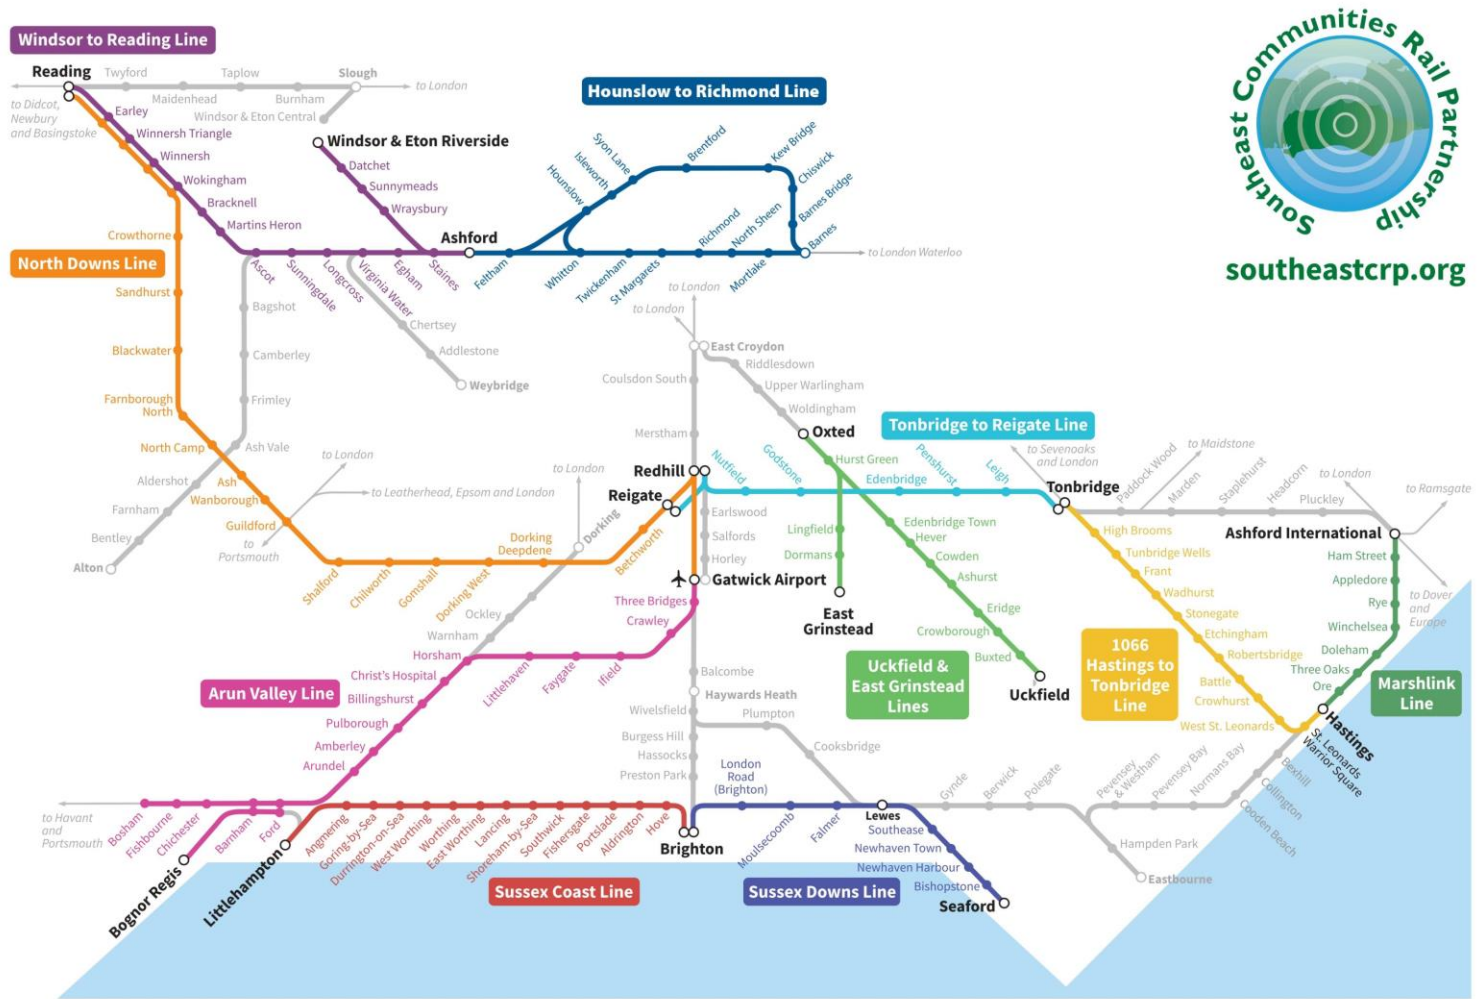 Windsor to Reading Line
Reading
Twyford
Taplow
Slough
to London
Maidenhead
Burnham
Windsor & Eton Central
to Didcot,
Newbury
and Basingstoke
Earley
Winnersh Triangle
Winnersh
Wokingham
Bracknell
Martins Heron
Windsor & Eton Riverside
Datchet
Sunnymeads
Wraysbury
Ashford
Ascot
Sunningdale
Longcross
Virginia Water
Egham
Staines
Hounslow to Richmond Line
Feltham
Hounslow
Isleworth
Syon Lane
Brentford
Kew Bridge
Chiswick
Barnes Bridge
Barnes
Whitton
Twickenham
St Margarets
Richmond
North Sheen
Mortlake
to London Waterloo
Southeast Communities Rail Partnership
southeastcrp.org
North Downs Line
Crowthorne
Sandhurst
Blackwater
Farnborough
North
North Camp
Ash
Wanborough
Guildford
Shalford
Chilworth
Gomshall
Dorking West
Dorking
Deepdene
Betchworth
Reigate
Redhill
Bagshot
Camberley
Frimley
Ash Vale
Aldershot
Farnham
Bentley
Alton
Chertsey
Addlestone
Weybridge
to London
to Leatherhead, Epsom and London
to
Portsmouth
to London
Dorking
Ockley
Warnham
to London
to London
East Croydon
Coulsdon South
Merstham
Riddlesdown
Upper Warlingham
Woldingham
Oxted
Hurst Green
Lingfield
Dormans
East
Grinstead
Edenbridge Town
Hever
Cowden
Ashurst
Eridge
Crowborough
Buxted
Uckfield
Uckfield &
East Grinstead
Lines
Tonbridge to Reigate Line
Nutfield
Godstone
Edenbridge
Penshurst
Leigh
Tonbridge
to Sevenoaks
and London
Paddock Wood
to Maidstone
Marden
Staplehurst
Headcorn
Pluckley
to London
to Ramsgate
Ashford International
Ham Street
Appledore
Rye
Winchelsea
Doleham
Three Oaks
Ore
to Dover
and
Europe
Marshlink
Line
High Brooms
Tunbridge Wells
Frant
Wadhurst
Stonegate
Etchingham
Robertsbridge
Battle
Crowhurst
West St. Leonards
1066
Hastings to
Tonbridge
Line
Hastings
St. Leonards
Warrior Square
Bexhill
Collington
Cooden Beach
Normans Bay
Pevensey Bay
Pevensey
& Westham
Polegate
Berwick
Gynde
Hampden Park
Eastbourne
Earlswood
Salfords
Horley
Gatwick Airport
Three Bridges
Crawley
Ifield
Faygate
Littlehaven
Horsham
Christ's Hospital
Billingshurst
Pulborough
Amberley
Arundel
Arun Valley Line
to Havant
and
Portsmouth
Bosham
Fishbourne
Chichester
Barnham
Ford
Bognor Regis
Littlehampton
Angmering
Goring-by-Sea
Durrington-on-Sea
West Worthing
Worthing
East Worthing
Lancing
Shoreham-by-Sea
Southwick
Fishersgate
Portslade
Aldrington
Hove
Brighton
Sussex Coast Line
Balcombe
Haywards Heath
Wivelsfield
Plumpton
Burgess Hill
Hassocks
Preston Park
Cooksbridge
London
Road
(Brighton)
Moulsecoomb
Falmer
Lewes
Southease
Newhaven Town
Newhaven Harbour
Bishopstone
Seaford
Sussex Downs Line